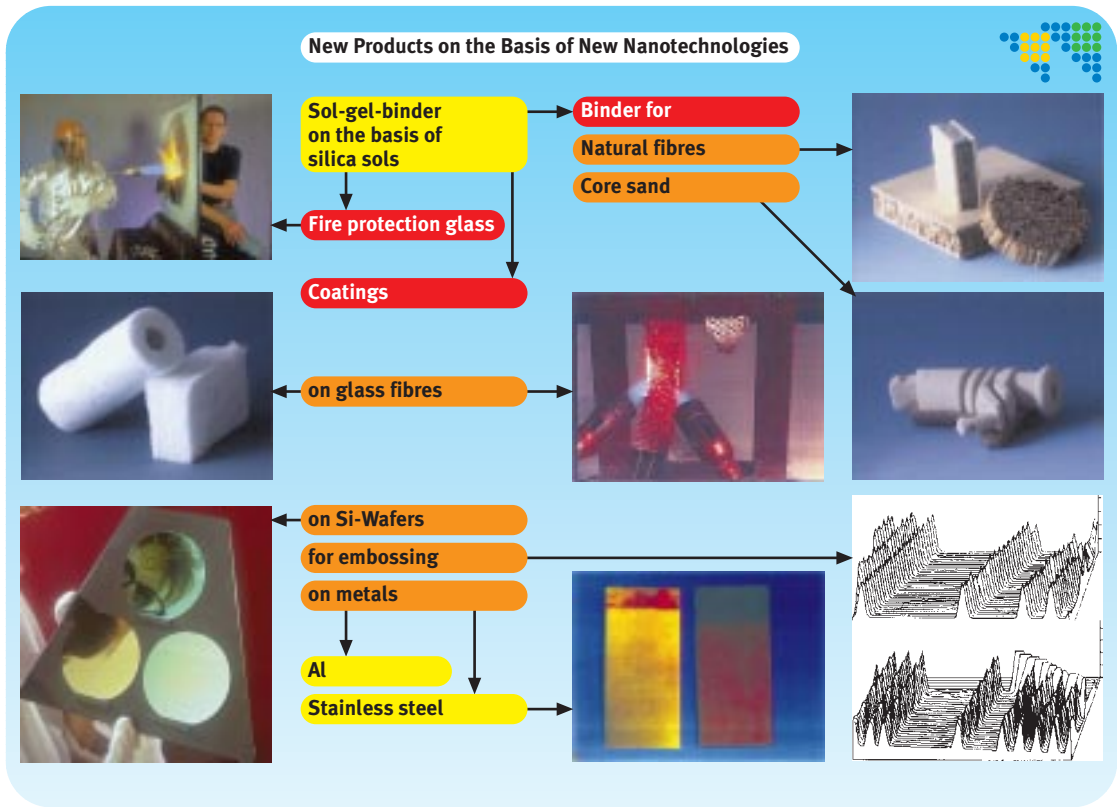 New Products on the Basis of New Nanotechnologies
Sol-gel-binder
on the basis of
silica sols
Binder for
Natural fibres
Core sand
Fire protection glass
Coatings
on glass fibres
on Si-Wafers
for embossing
on metals
Al
Stainless steel